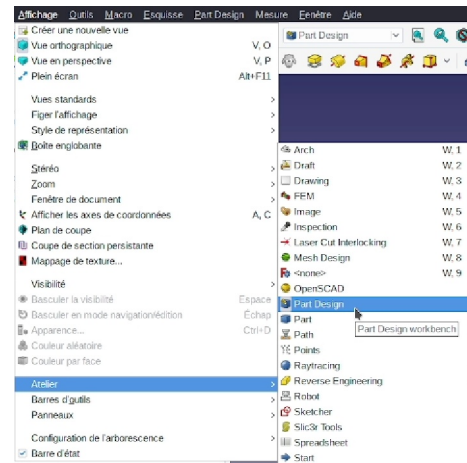 Affichage Outils Macro Esquisse Part Design Mesure Fenêtre Aide
Créer une nouvelle vue
Vue orthographique V, O
Vue en perspective V, P
Plein écran Alt+F11
Vues standards
Figer l'affichage
Style de représentation
Boîte englobante
Stéréo
Zoom
Fenêtre de document
Afficher les axes de coordonnées A, C
Plan de coupe
Coupe de section persistante
Mappage de texture...
Visibilité
Basculer la visibilité Espace
Basculer en mode navigation/édition Échap
Apparence... Ctrl+D
Couleur aléatoire
Couleur par face
Atelier
Barres d'outils
Panneaux
Configuration de l'arborescence
Barre d'état
Part Design
Arch W, 1
Draft W, 2
Drawing W, 3
FEM W, 4
Image W, 5
Inspection W, 6
Laser Cut Interlocking W, 7
Mesh Design W, 8
<none> W, 9
OpenSCAD
Part Design
Part
Part Design workbench
Path
Points
Raytracing
Reverse Engineering
Robot
Sketcher
Slic3r Tools
Spreadsheet
Start